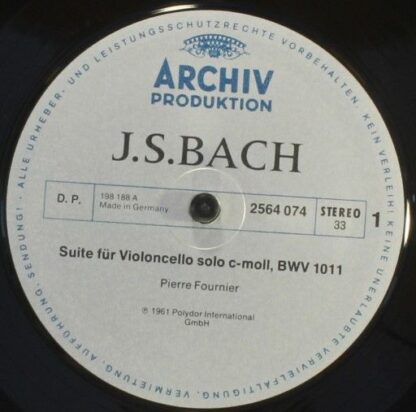 ALLE URHEBER- UND LEISTUNGSSCHUTZRECHTE VORBEHALTEN. KEIN VERLEIH! KEINE UNERLAUBTE VERVIELFÄLTIGUNG, VERMIETUNG, AUFFÜHRUNG, SENDUNG! -
ARCHIV
PRODUKTION
J.S.BACH
D. P.
198 188 A
Made in Germany
2564 074
STEREO
33
1
Suite für Violoncello solo c-moll, BWV 1011
Pierre Fournier
℗ 1961 Polydor International
GmbH